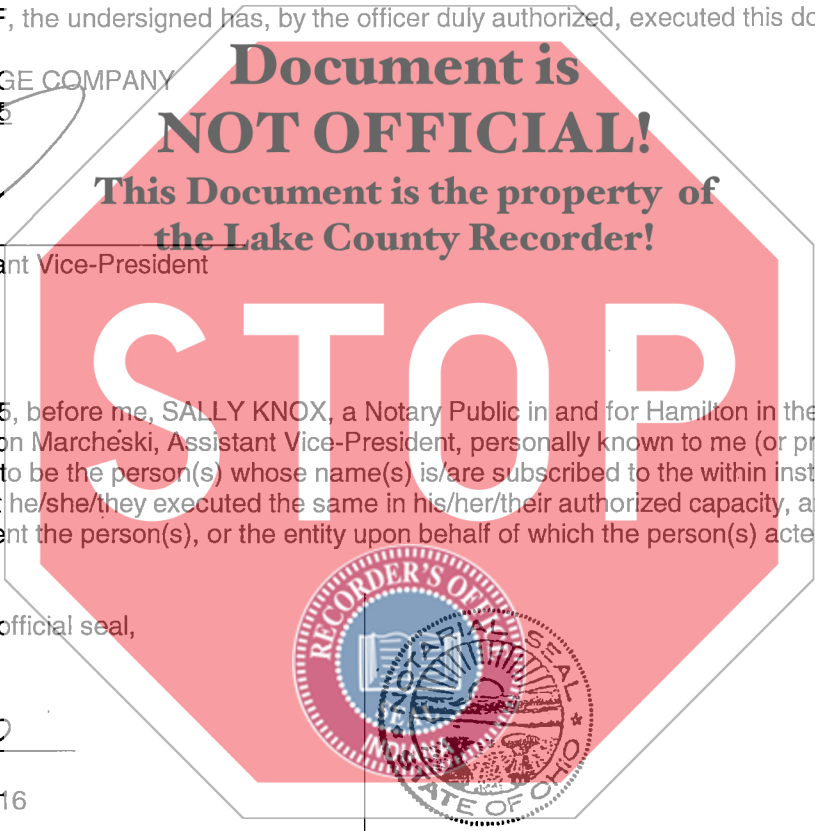 , the undersigned has, by the officer duly authorized, executed this do
Document is
GE COMPANY
NOT OFFICIAL!
This Document is the property of
the Lake County Recorder!
ant Vice-President
STOP
5, before me, SALLY KNOX, a Notary Public in and for Hamilton in the
on Marcheski, Assistant Vice-President, personally known to me (or pr
to be the person(s) whose name(s) is/are subscribed to the within inst
he/she/they executed the same in his/her/their authorized capacity, a
ent the person(s), or the entity upon behalf of which the person(s) acte
RECORDER'S OF
SEAL
INDIANA
official seal,
NOTARIAL SEAL
ATE OF OHIO
16